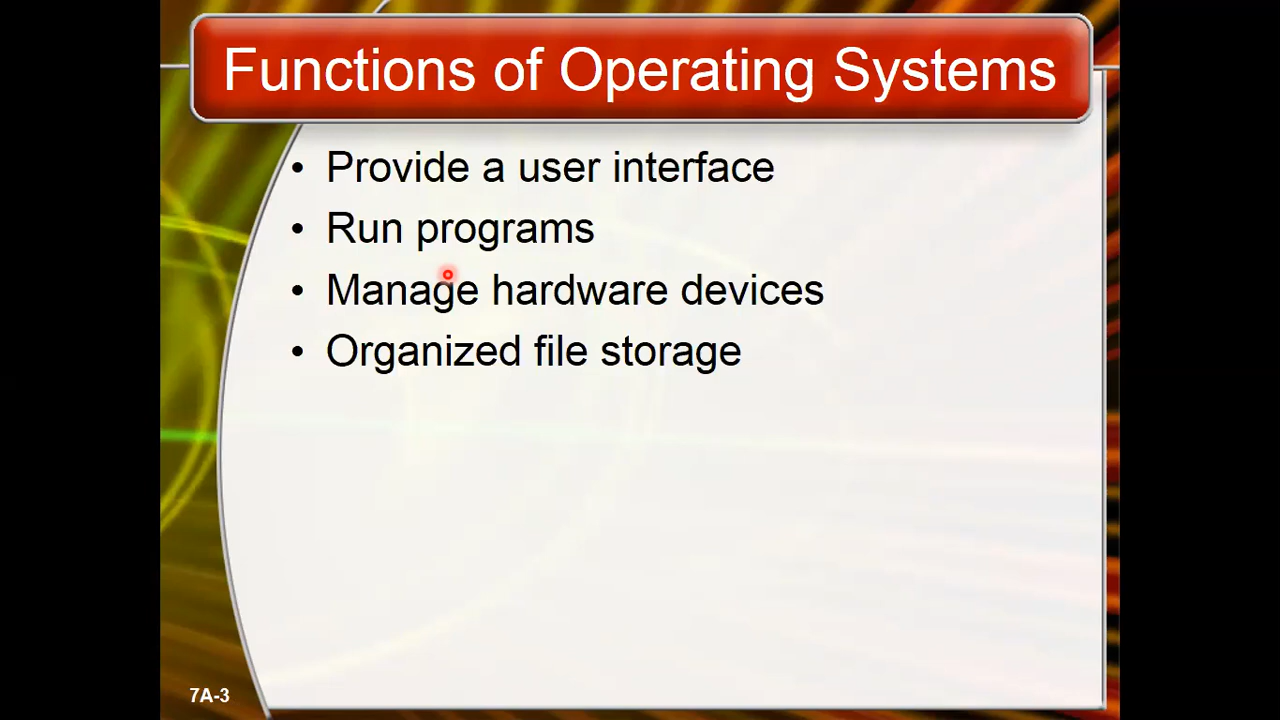 Functions of Operating Systems
• Provide a user interface
• Run programs
• Manage hardware devices
• Organized file storage
7A-3